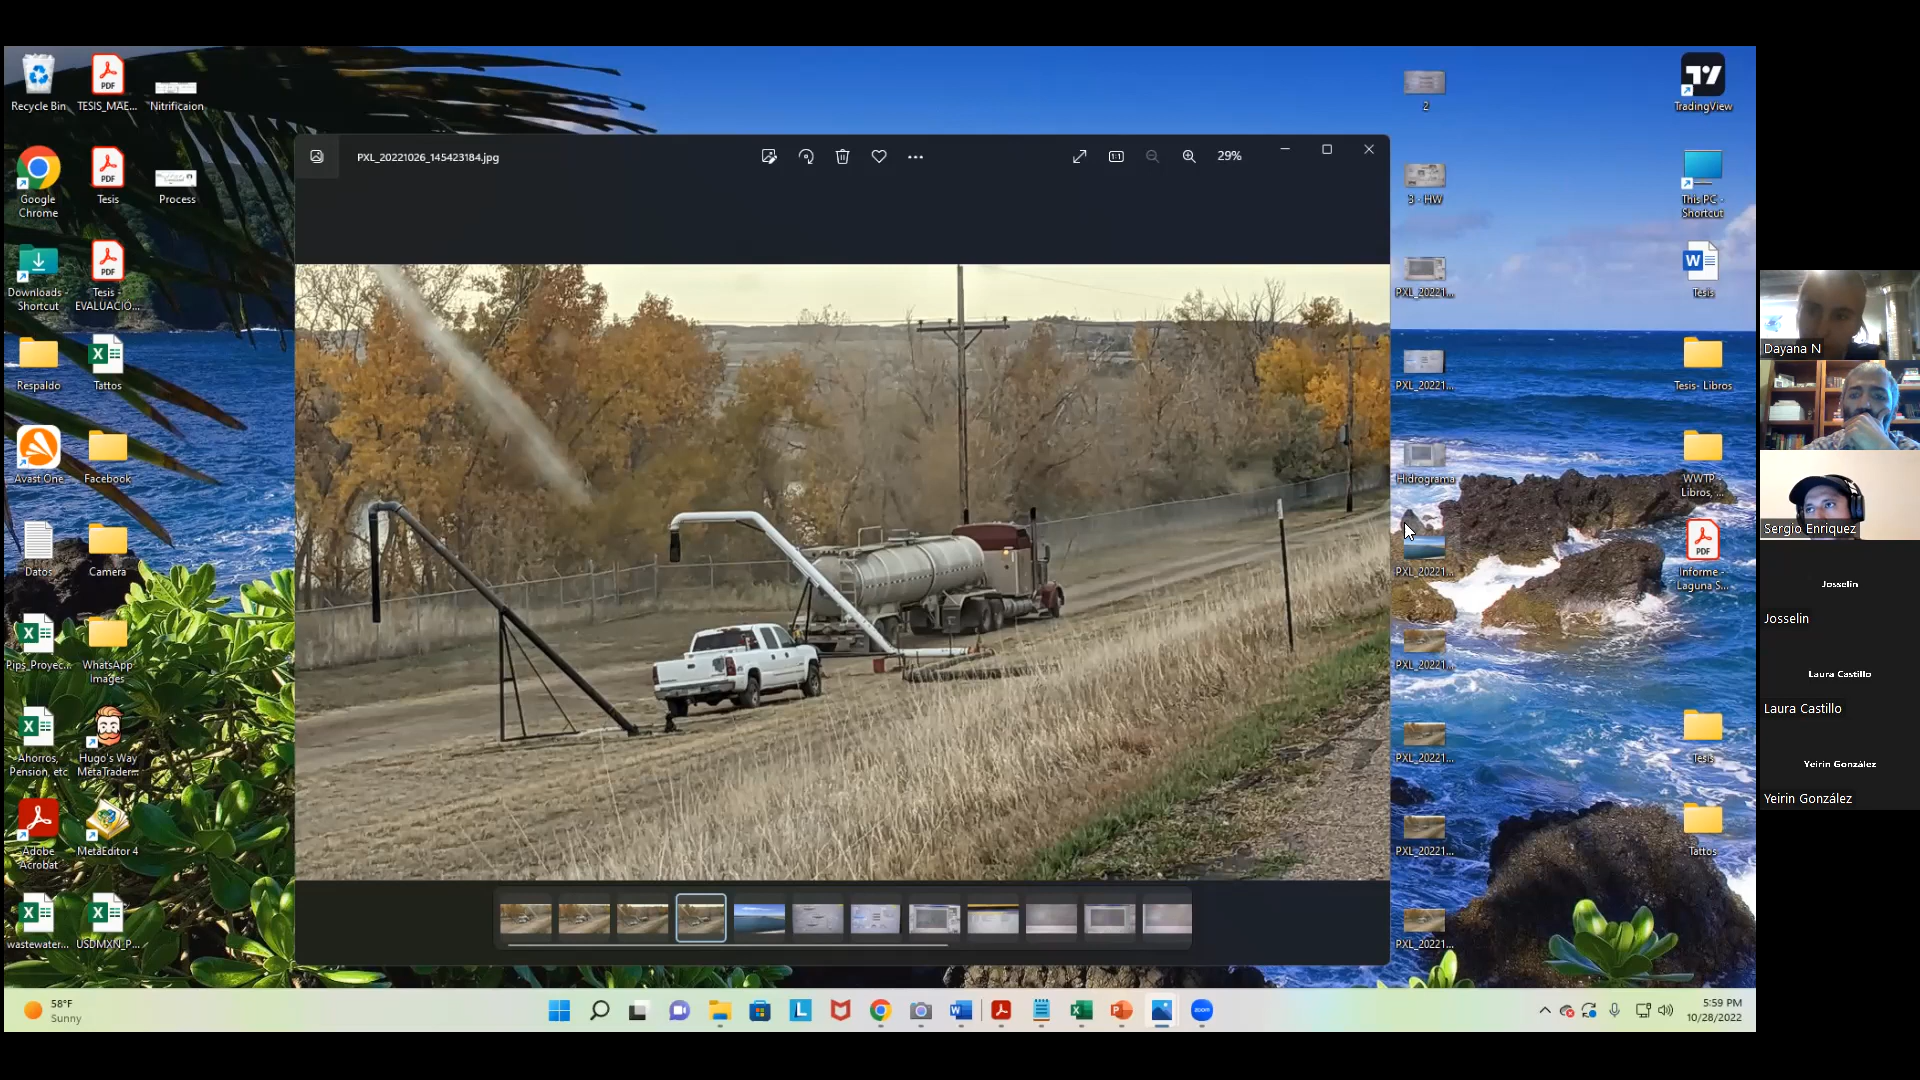 Recycle Bin
TESIS_MAE...
Nitrificaion
Google
Chrome
Tesis
Process
Downloads -
Shortcut
Tesis -
EVALUACIÓ...
Respaldo
Tattos
Avast One
Facebook
Datos
Camera
Pips_Proyec...
WhatsApp
Images
Ahorros,
Pension, etc
Hugo's Way
MetaTrader...
Adobe
Acrobat
MetaEditor 4
wastewater...
USDMXN_P...
PXL_20221026_145423184.jpg
29%
2
3 - HW
PXL_20221...
PXL_20221...
Hidrograma
PXL_20221...
PXL_20221...
PXL_20221...
PXL_20221...
PXL_20221...
TradingView
This PC -
Shortcut
Tesis
Tesis- Libros
WWTP -
Libros, ...
Informe -
Laguna S...
Tesis
Tattos
Dayana N
Sergio Enriquez
Josselin
Josselin
Laura Castillo
Laura Castillo
Yeirin González
Yeirin González
58°F
Sunny
zoom
5:59 PM
10/28/2022